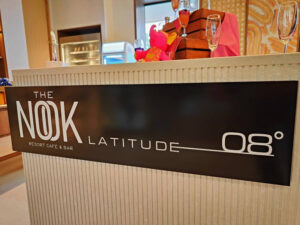 THE
NOOK
RESORT CAFE & BAR
LATITUDE 08°